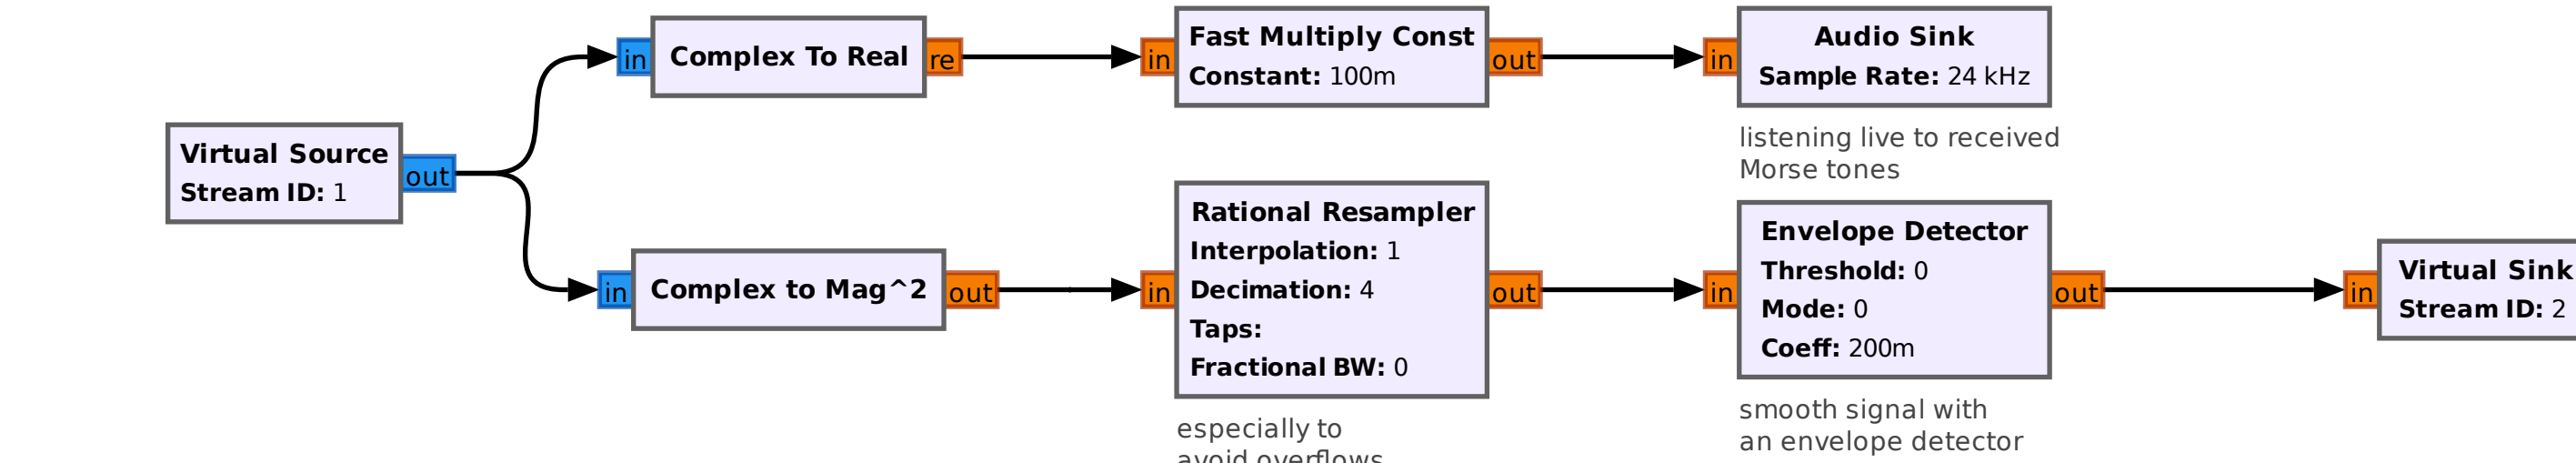 Virtual Source
Stream ID: 1
out
in
Complex To Real
re
in
Fast Multiply Const
Constant: 100m
out
in
Audio Sink
Sample Rate: 24 kHz
listening live to received
Morse tones
in
Complex to Mag^2
out
in
Rational Resampler
Interpolation: 1
Decimation: 4
Taps:
Fractional BW: 0
out
especially to
avoid overflows
in
Envelope Detector
Threshold: 0
Mode: 0
Coeff: 200m
out
smooth signal with
an envelope detector
in
Virtual Sink
Stream ID: 2